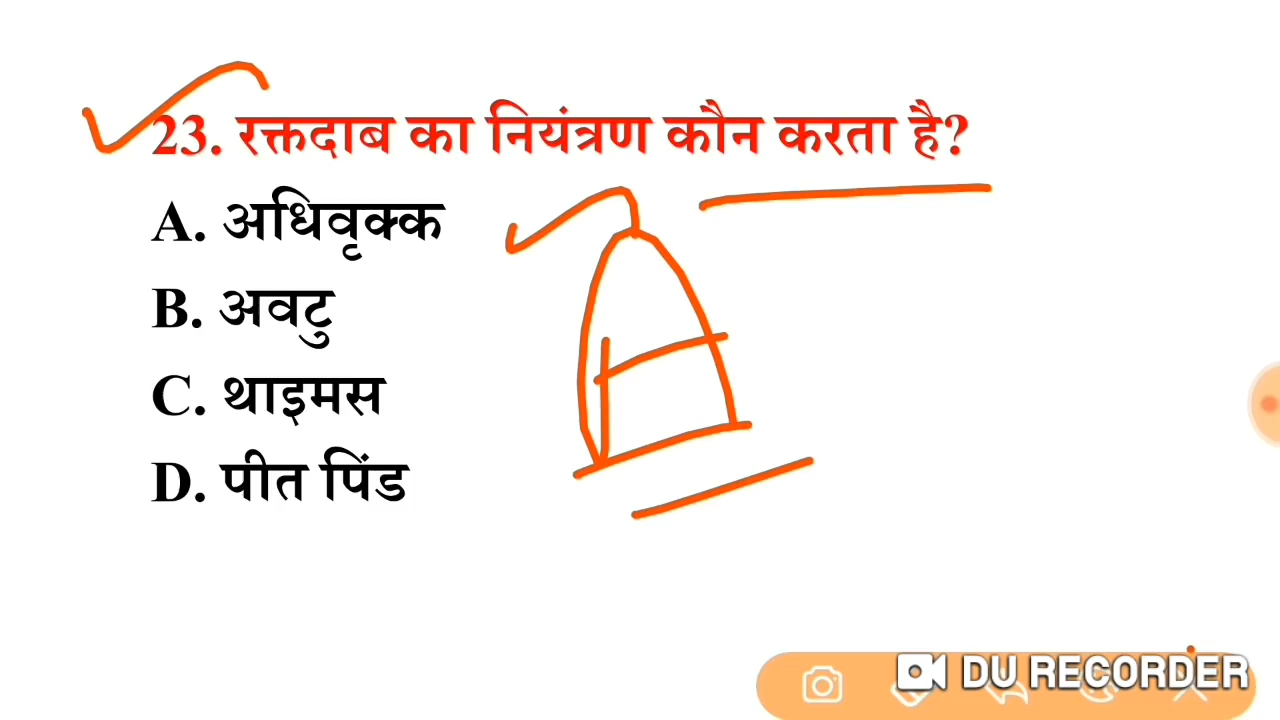 23. रक्तदाब का नियंत्रण कौन करता है?
A. अधिवृक्क
B. अवटु
C. थाइमस
D. पीत पिंड
DU RECORDER